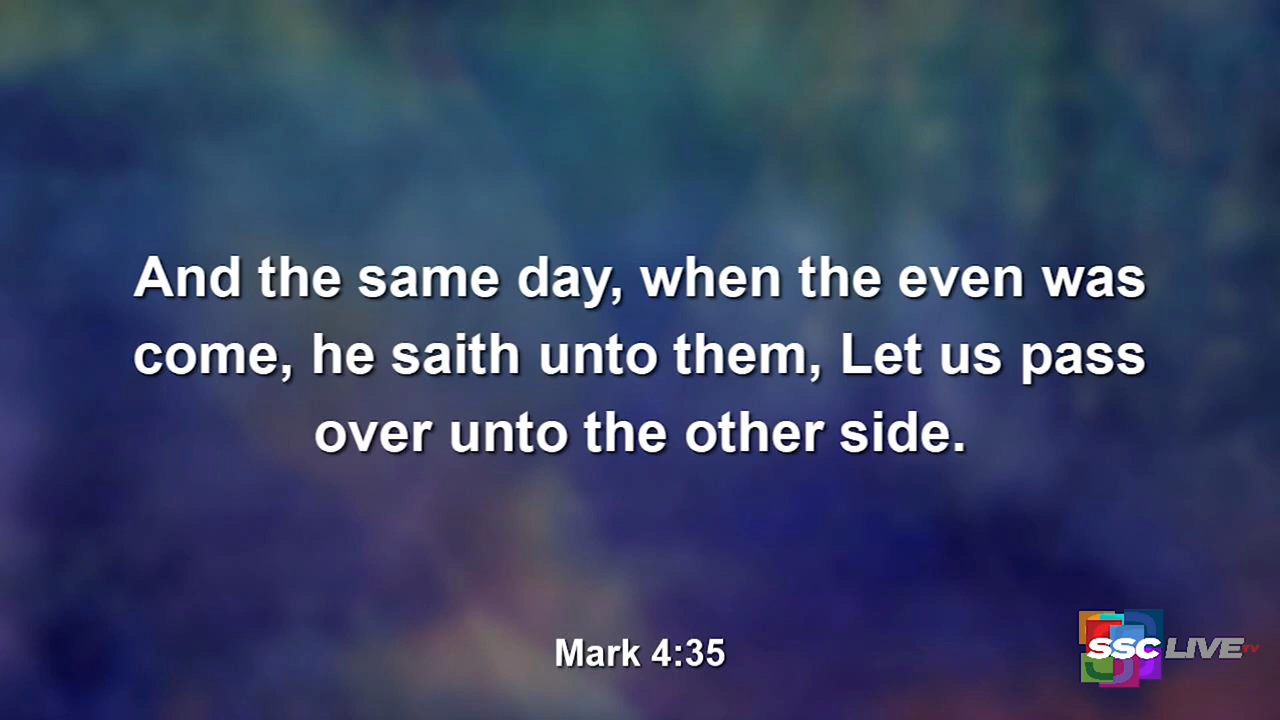 And the same day, when the even was
come, he saith unto them, Let us pass
over unto the other side.
Mark 4:35
SSC LIVE TV